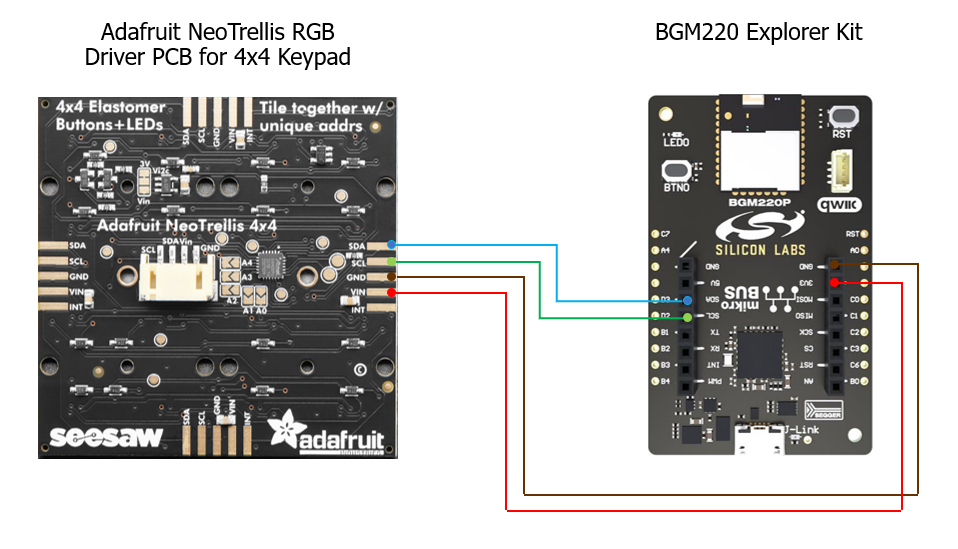 Adafruit NeoTrellis RGB
Driver PCB for 4x4 Keypad
BGM220 Explorer Kit
4x4 Elastomer
Buttons+LEDs
Tile together w/
unique addrs
SDA
SCL
GND
VIN
INT
3V
Vi2c
Vin
Adafruit NeoTrellis 4x4
SCL
SDA
Vin
GND
A4
A3
A2
A1
A0
SDA
SCL
GND
VIN
INT
SDA
SCL
GND
VIN
INT
SDA
SCL
GND
VIN
INT
©
seesaw
adafruit
LED0
BTN0
RST
qwiic
BGM220P
SILICON LABS
mikro
BUS
C7
A4
D3
D2
B1
B2
B3
B4
GND
5V
SDA
SCL
TX
RX
INT
PWM
GND
3V3
MOSI
MISO
SCK
CS
RST
AN
RST
A0
C0
C1
C2
C3
C6
B0
SEGGER
J-Link